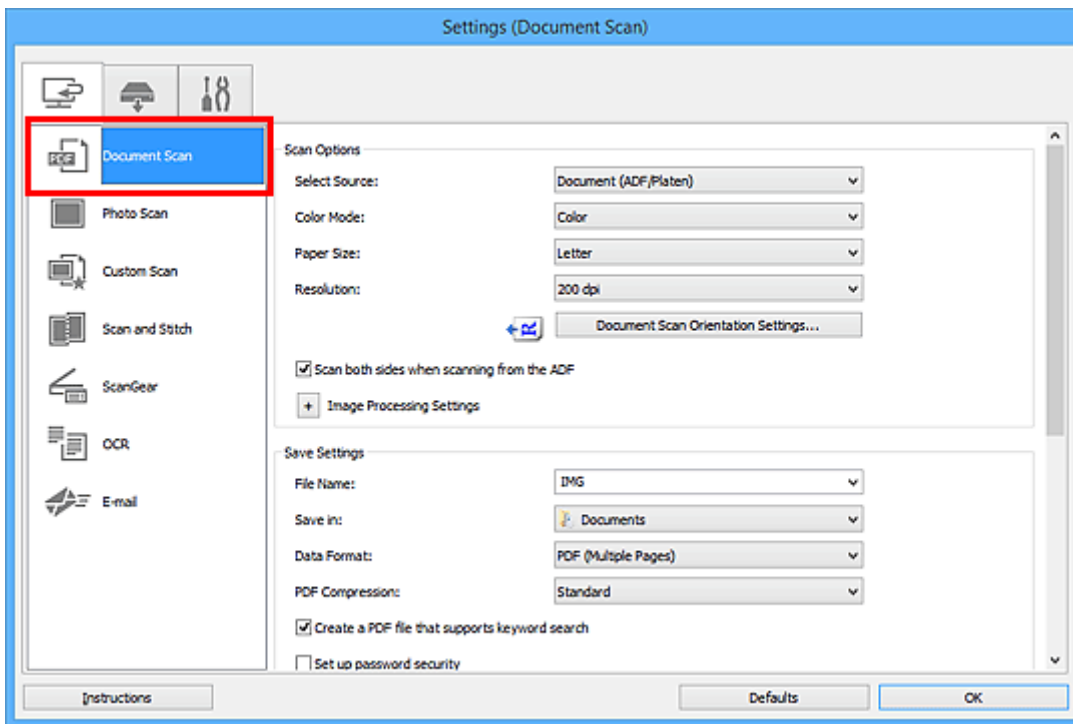 Settings (Document Scan)
PDF
Document Scan
Photo Scan
Custom Scan
Scan and Stitch
ScanGear
OCR
E-mail
Scan Options
Select Source: Document (ADF/Platen)
Color Mode: Color
Paper Size: Letter
Resolution: 200 dpi
R Document Scan Orientation Settings...
Scan both sides when scanning from the ADF
+ Image Processing Settings
Save Settings
File Name: IMG
Save in: Documents
Data Format: PDF (Multiple Pages)
PDF Compression: Standard
Create a PDF file that supports keyword search
Set up password security
Instructions Defaults OK